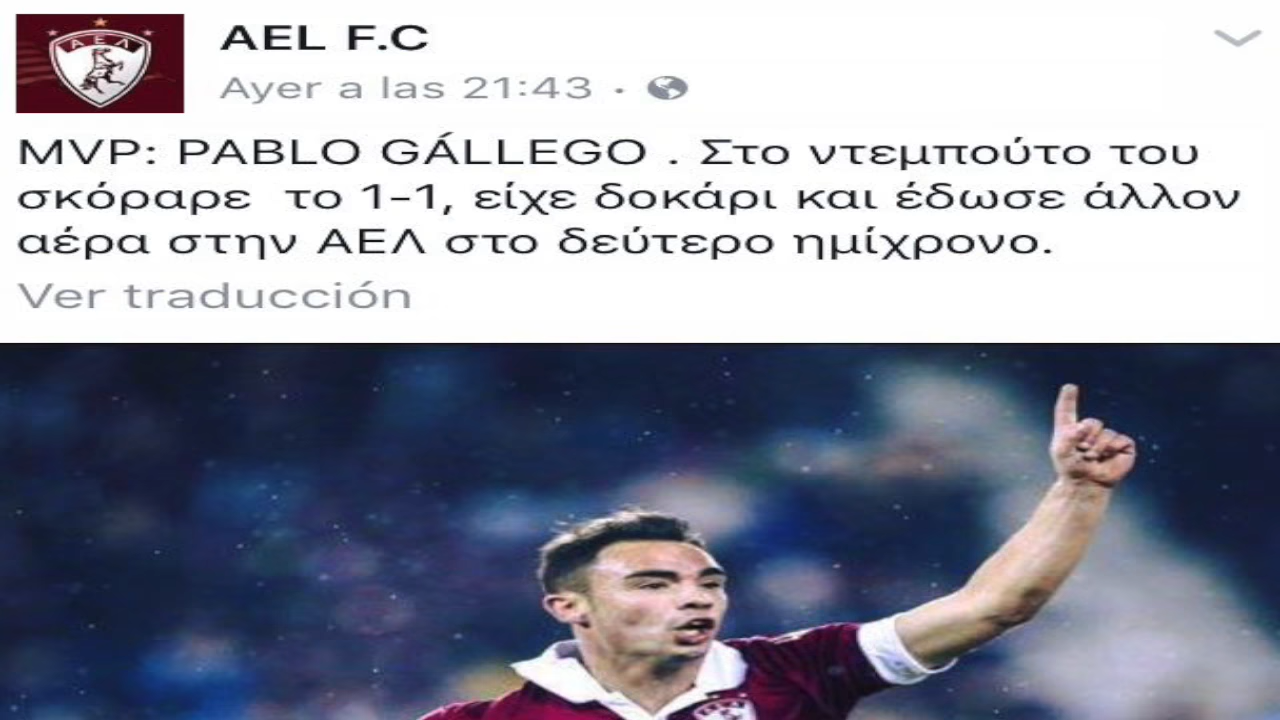 AEL F.C
Ayer a las 21:43 ·
MVP: PABLO GÁLLEGO . Στο ντεμπούτο του
σκόραρε το 1-1, είχε δοκάρι και έδωσε άλλον
αέρα στην ΑΕΛ στο δεύτερο ημίχρονο.
Ver traducción
ΑΕΛ